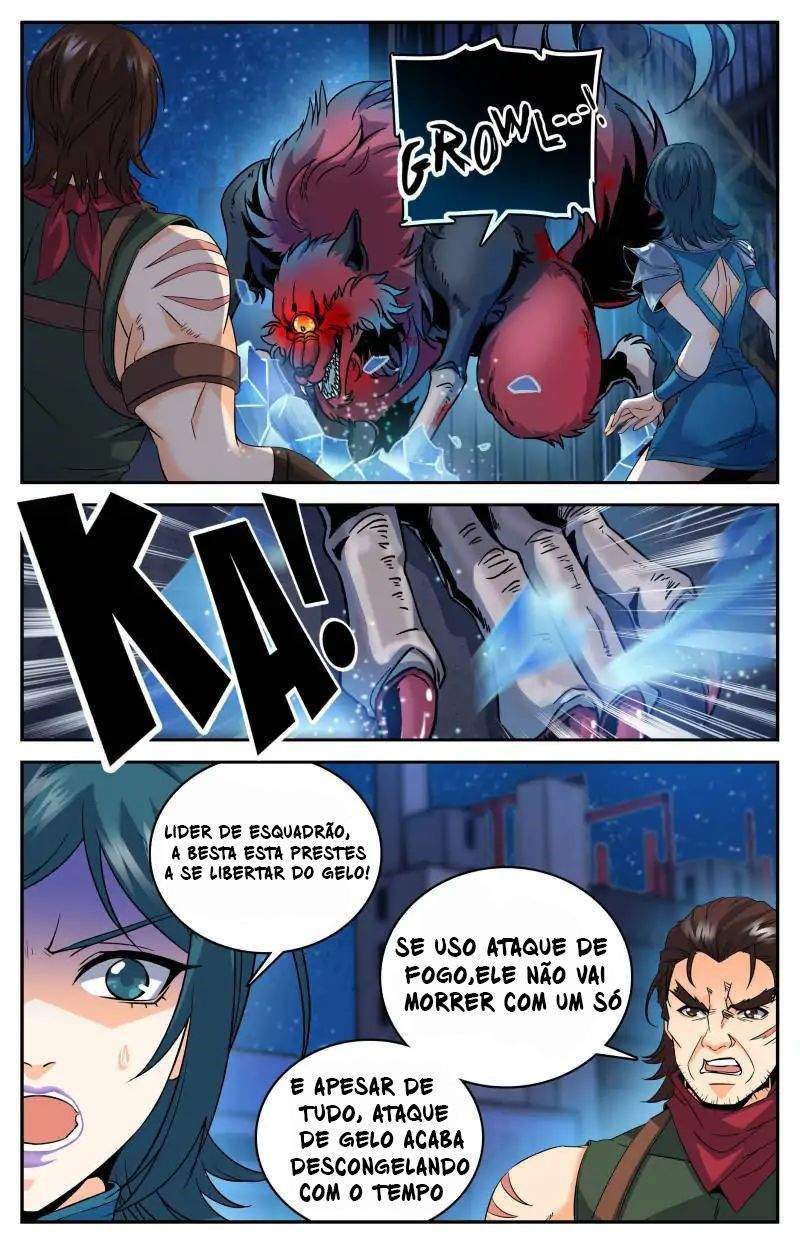 GROWL---!
KA!
LIDER DE ESQUADRÃO,
A BESTA ESTA PRESTES
A SE LIBERTAR DO GELO!
SE USO ATAQUE DE
FOGO,ELE NÃO VAI
MORRER COM UM SÓ
E APESAR DE
TUDO, ATAQUE
DE GELO ACABA
DESCONGELANDO
COM O TEMPO